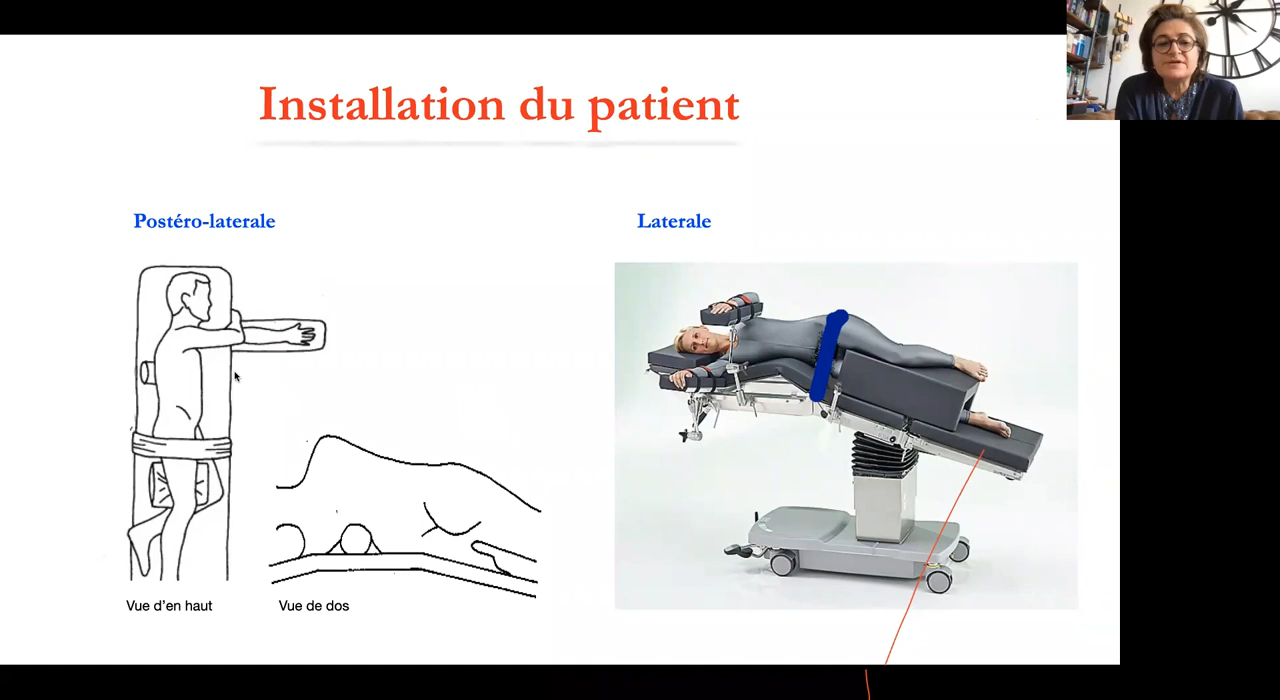 Installation du patient
Postéro-laterale
Laterale
Vue d'en haut
Vue de dos